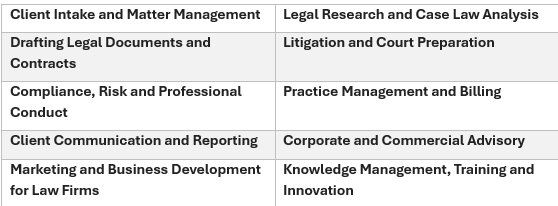 Client Intake and Matter Management
Legal Research and Case Law Analysis
Drafting Legal Documents and
Contracts
Litigation and Court Preparation
Compliance, Risk and Professional
Conduct
Practice Management and Billing
Client Communication and Reporting
Corporate and Commercial Advisory
Marketing and Business Development
for Law Firms
Knowledge Management, Training and
Innovation